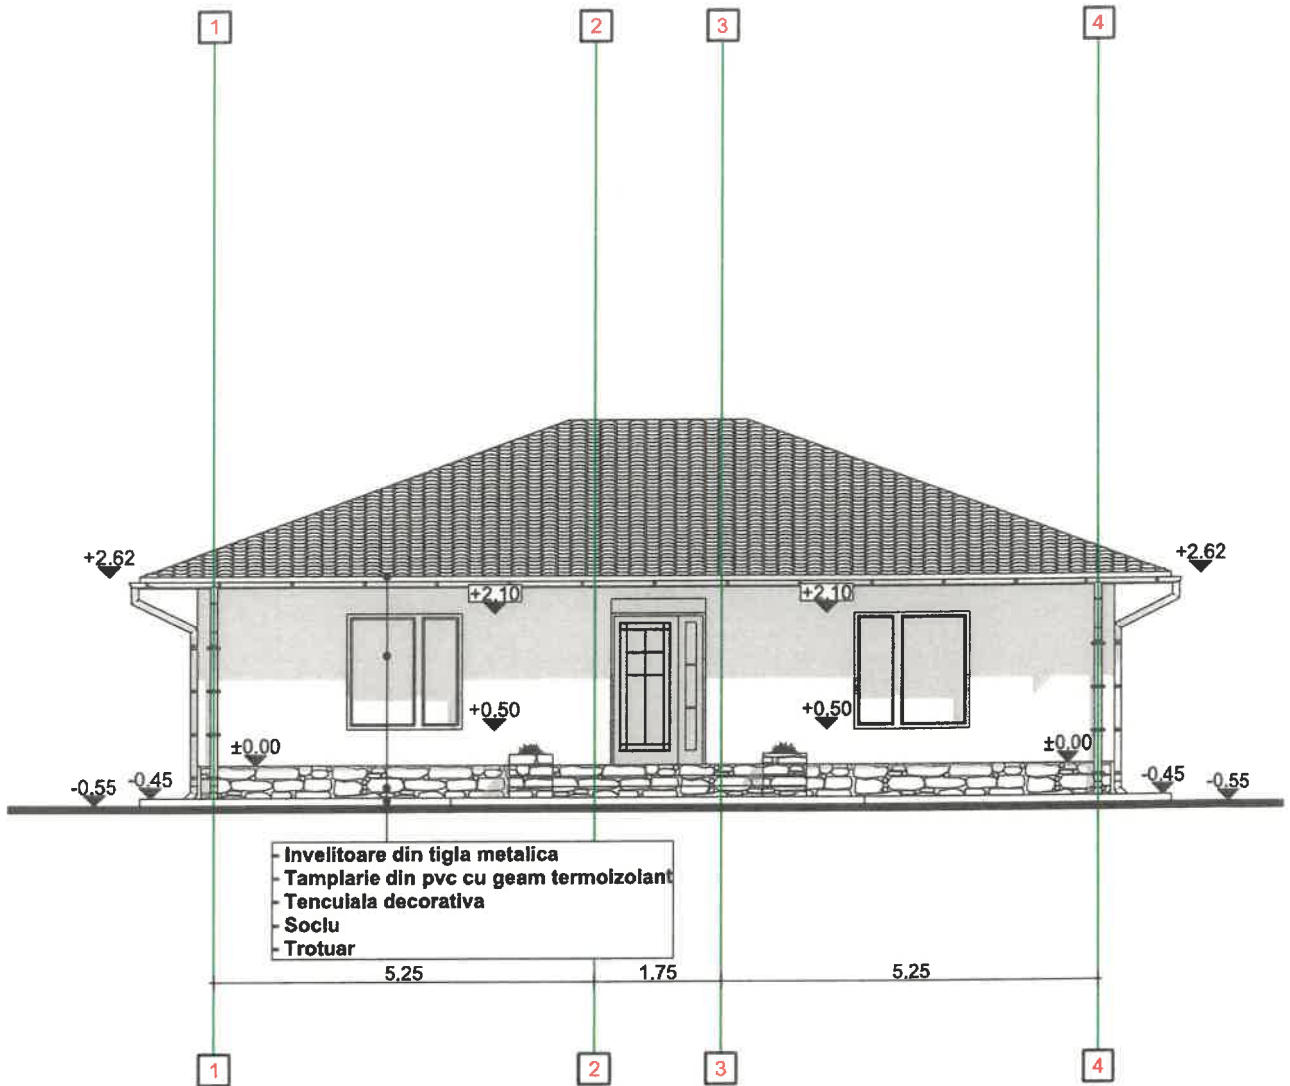 1 2 3 4
+2.62 +2.62
+2.10 +2.10
+0.50 +0.50
±0.00 ±0.00
-0.55 -0.45 -0.45 -0.55
- Invelitoare din tigla metalica
- Tamplarie din pvc cu geam termoizolant
- Tencuiala decorativa
- Soclu
- Trotuar
5.25 1.75 5.25
1 2 3 4